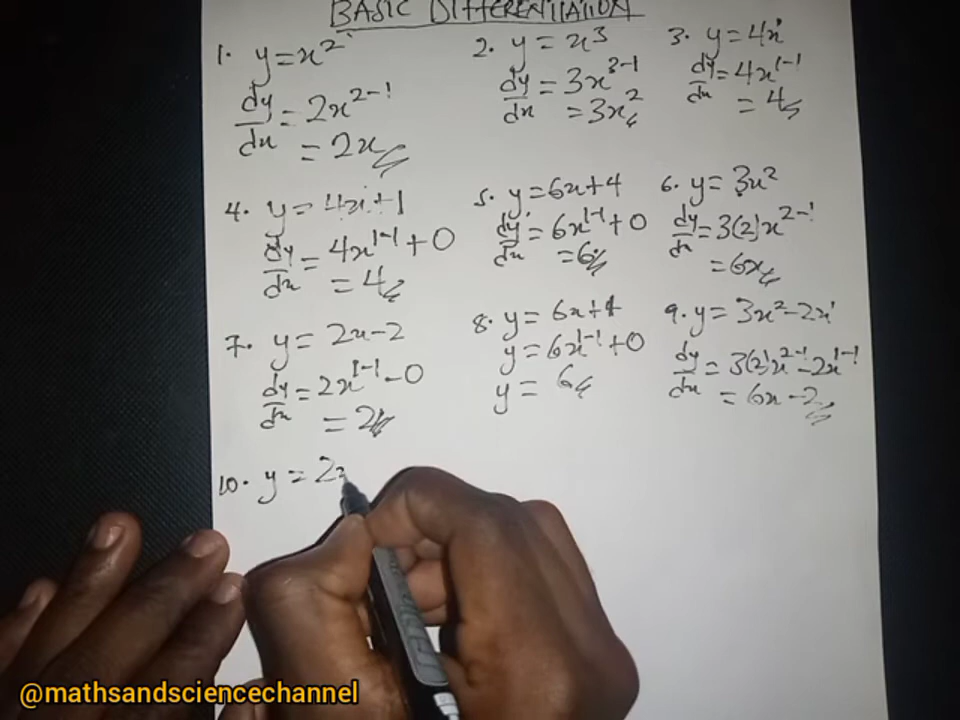 BASIC DIFFERENTIATION
1. y = x²
dy/dx = 2x²⁻¹
= 2x
2. y = x³
dy/dx = 3x³⁻¹
= 3x²
3. y = 4x¹
dy/dx = 4x¹⁻¹
= 4
4. y = 4x + 1
dy/dx = 4x¹⁻¹ + 0
= 4
5. y = 6x + 4
dy/dx = 6x¹⁻¹ + 0
= 6
6. y = 3x²
dy/dx = 3(2)x²⁻¹
= 6x
7. y = 2x - 2
dy/dx = 2x¹⁻¹ - 0
= 2
8. y = 6x + 4
y = 6x¹⁻¹ + 0
y = 6
9. y = 3x² - 2x¹
dy/dx = 3(2)x²⁻¹ - 2x¹⁻¹
= 6x - 2
10. y = 2
@mathsandsciencechannel